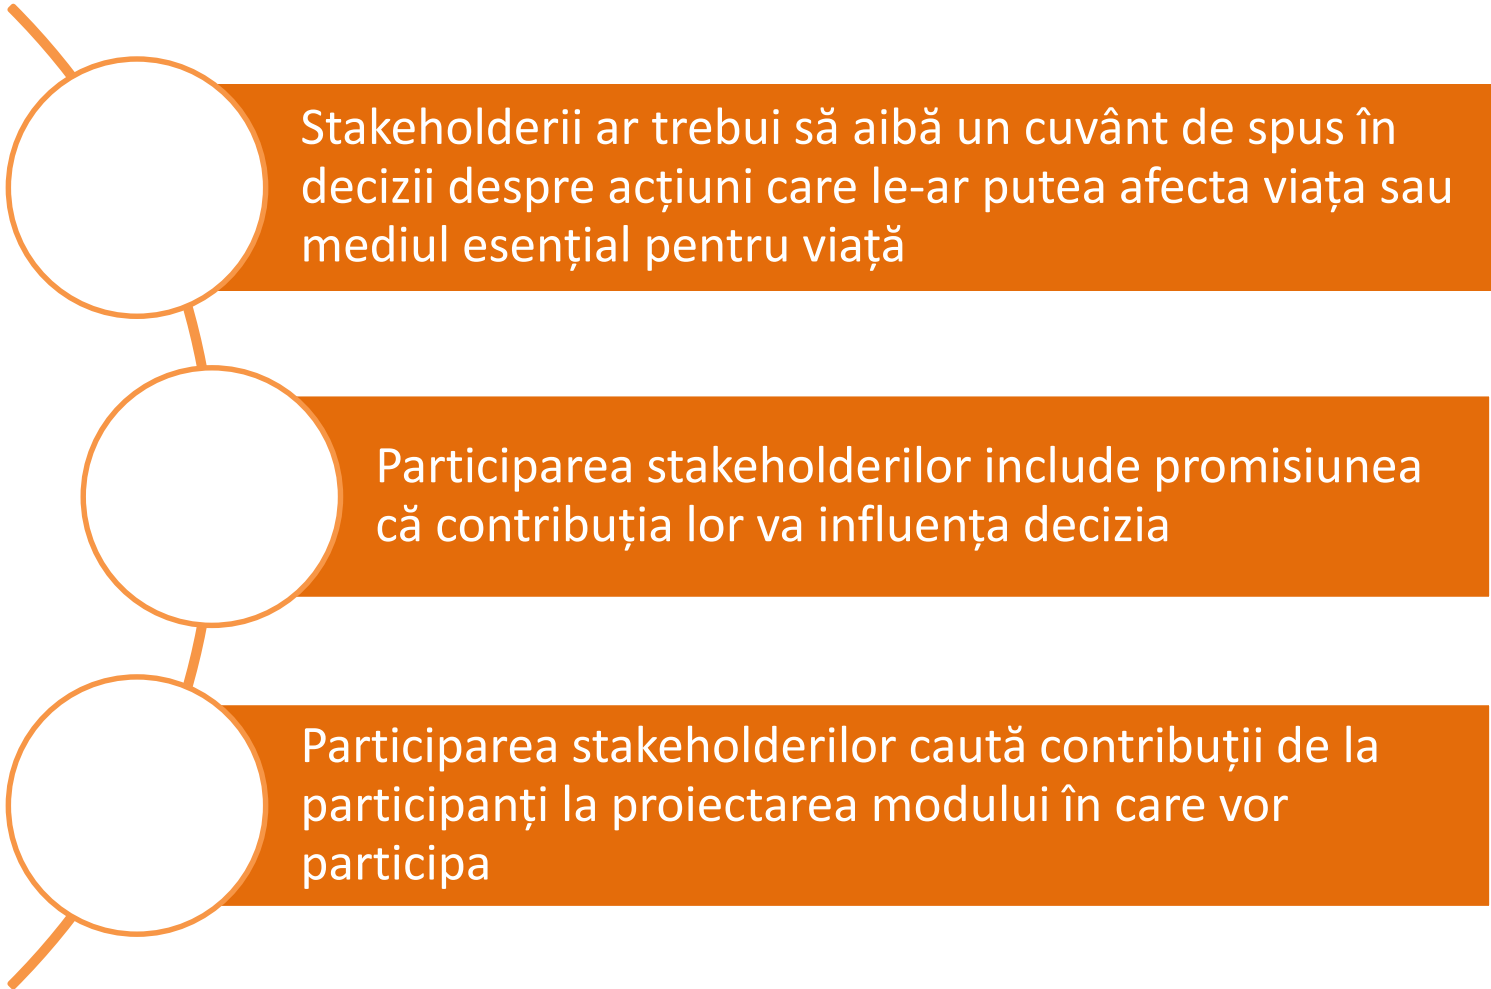 Stakeholderii ar trebui să aibă un cuvânt de spus în
decizii despre acțiuni care le-ar putea afecta viața sau
mediul esențial pentru viață
Participarea stakeholderilor include promisiunea
că contribuția lor va influența decizia
Participarea stakeholderilor caută contribuții de la
participanți la proiectarea modului în care vor
participa